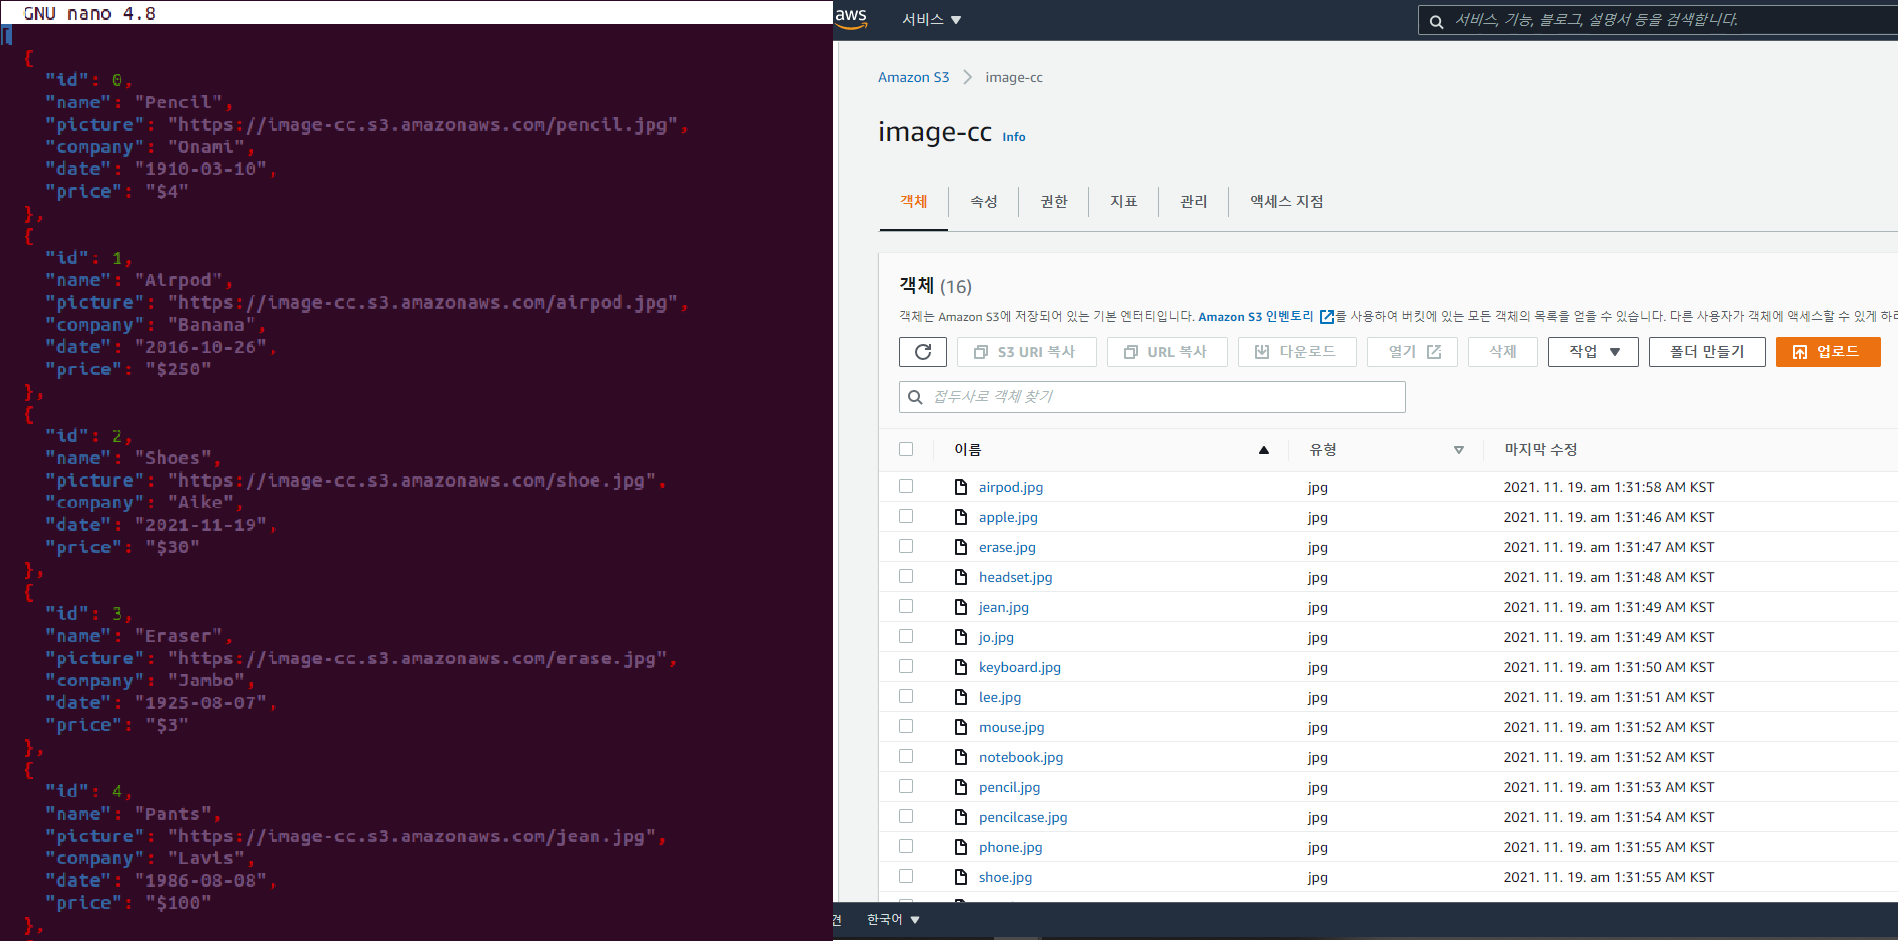 GNU nano 4.8
[
{
"id": 0,
"name": "Pencil",
"picture": "https://image-cc.s3.amazonaws.com/pencil.jpg",
"company": "Onami",
"date": "1910-03-10",
"price": "$4"
},
{
"id": 1,
"name": "Airpod",
"picture": "https://image-cc.s3.amazonaws.com/airpod.jpg",
"company": "Banana",
"date": "2016-10-26",
"price": "$250"
},
{
"id": 2,
"name": "Shoes",
"picture": "https://image-cc.s3.amazonaws.com/shoe.jpg",
"company": "Aike",
"date": "2021-11-19",
"price": "$30"
},
{
"id": 3,
"name": "Eraser",
"picture": "https://image-cc.s3.amazonaws.com/erase.jpg",
"company": "Jambo",
"date": "1925-08-07",
"price": "$3"
},
{
"id": 4,
"name": "Pants",
"picture": "https://image-cc.s3.amazonaws.com/jean.jpg",
"company": "Lavis",
"date": "1986-08-08",
"price": "$100"
},
aws 서비스 ▼ 서비스, 기능, 블로그, 설명서 등을 검색합니다.
Amazon S3 > image-cc
image-cc Info
객체 속성 권한 지표 관리 액세스 지점
객체 (16)
객체는 Amazon S3에 저장되어 있는 기본 엔터티입니다. Amazon S3 인벤토리 를 사용하여 버킷에 있는 모든 객체의 목록을 얻을 수 있습니다. 다른 사용자가 객체에 액세스할 수 있게 하려
S3 URI 복사 URL 복사 다운로드 열기 삭제 작업 ▼ 폴더 만들기 업로드
접두사로 객체 찾기
이름 ▲ 유형 ▽ 마지막 수정
airpod.jpg jpg 2021. 11. 19. am 1:31:58 AM KST
apple.jpg jpg 2021. 11. 19. am 1:31:46 AM KST
erase.jpg jpg 2021. 11. 19. am 1:31:47 AM KST
headset.jpg jpg 2021. 11. 19. am 1:31:48 AM KST
jean.jpg jpg 2021. 11. 19. am 1:31:49 AM KST
jo.jpg jpg 2021. 11. 19. am 1:31:49 AM KST
keyboard.jpg jpg 2021. 11. 19. am 1:31:50 AM KST
lee.jpg jpg 2021. 11. 19. am 1:31:51 AM KST
mouse.jpg jpg 2021. 11. 19. am 1:31:52 AM KST
notebook.jpg jpg 2021. 11. 19. am 1:31:52 AM KST
pencil.jpg jpg 2021. 11. 19. am 1:31:53 AM KST
pencilcase.jpg jpg 2021. 11. 19. am 1:31:54 AM KST
phone.jpg jpg 2021. 11. 19. am 1:31:55 AM KST
shoe.jpg jpg 2021. 11. 19. am 1:31:55 AM KST
견 한국어 ▼